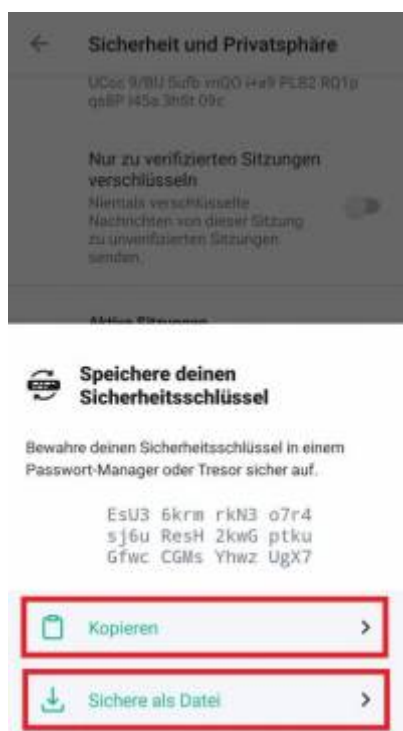 Sicherheit und Privatsphäre
Nur zu verifizierten Sitzungen
verschlüsseln
Niemals verschlüsselte
Nachrichten von dieser Sitzung
zu unverifizierten Sitzungen
senden.
Aktive Sitzungen
Speichere deinen
Sicherheitsschlüssel
Bewahre deinen Sicherheitsschlüssel in einem
Passwort-Manager oder Tresor sicher auf.
EsU3 6krm rkN3 o7r4
sj6u ResH 2kwG ptku
Gfwc CGMs Yhwz UgX7
Kopieren
Sichere als Datei